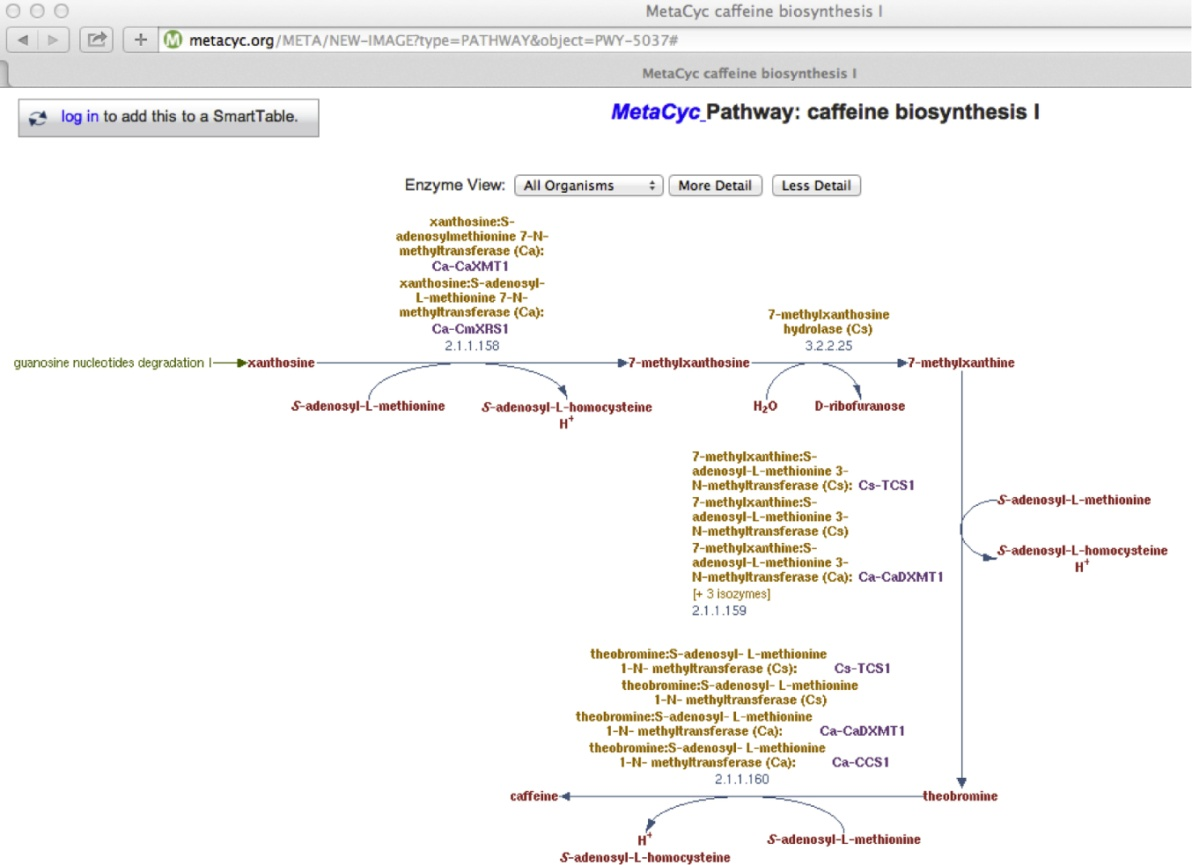 MetaCyc caffeine biosynthesis I
metacyc.org/META/NEW-IMAGE?type=PATHWAY&object=PWY-5037#
MetaCyc caffeine biosynthesis I
log in to add this to a SmartTable.
MetaCyc Pathway: caffeine biosynthesis I
Enzyme View: All Organisms More Detail Less Detail
xanthosine:S-
adenosylmethionine 7-N-
methyltransferase (Ca):
Ca-CaXMT1
xanthosine:S-adenosyl-
L-methionine 7-N-
methyltransferase (Ca):
Ca-CmXRS1
2.1.1.158
7-methylxanthosine
hydrolase (Cs)
3.2.2.25
guanosine nucleotides degradation I xanthosine 7-methylxanthosine 7-methylxanthine
S-adenosyl-L-methionine S-adenosyl-L-homocysteine
H+
H2O D-ribofuranose
7-methylxanthine:S-
adenosyl-L-methionine 3-
N-methyltransferase (Cs): Cs-TCS1
7-methylxanthine:S-
adenosyl-L-methionine 3-
N-methyltransferase (Cs)
7-methylxanthine:S-
adenosyl-L-methionine 3-
N-methyltransferase (Ca): Ca-CaDXMT1
[+ 3 isozymes]
2.1.1.159
S-adenosyl-L-methionine
S-adenosyl-L-homocysteine
H+
theobromine:S-adenosyl- L-methionine
1-N- methyltransferase (Cs): Cs-TCS1
theobromine:S-adenosyl- L-methionine
1-N- methyltransferase (Cs)
theobromine:S-adenosyl- L-methionine
1-N- methyltransferase (Ca): Ca-CaDXMT1
theobromine:S-adenosyl- L-methionine
1-N- methyltransferase (Ca): Ca-CCS1
2.1.1.160
caffeine theobromine
H+ S-adenosyl-L-methionine
S-adenosyl-L-homocysteine